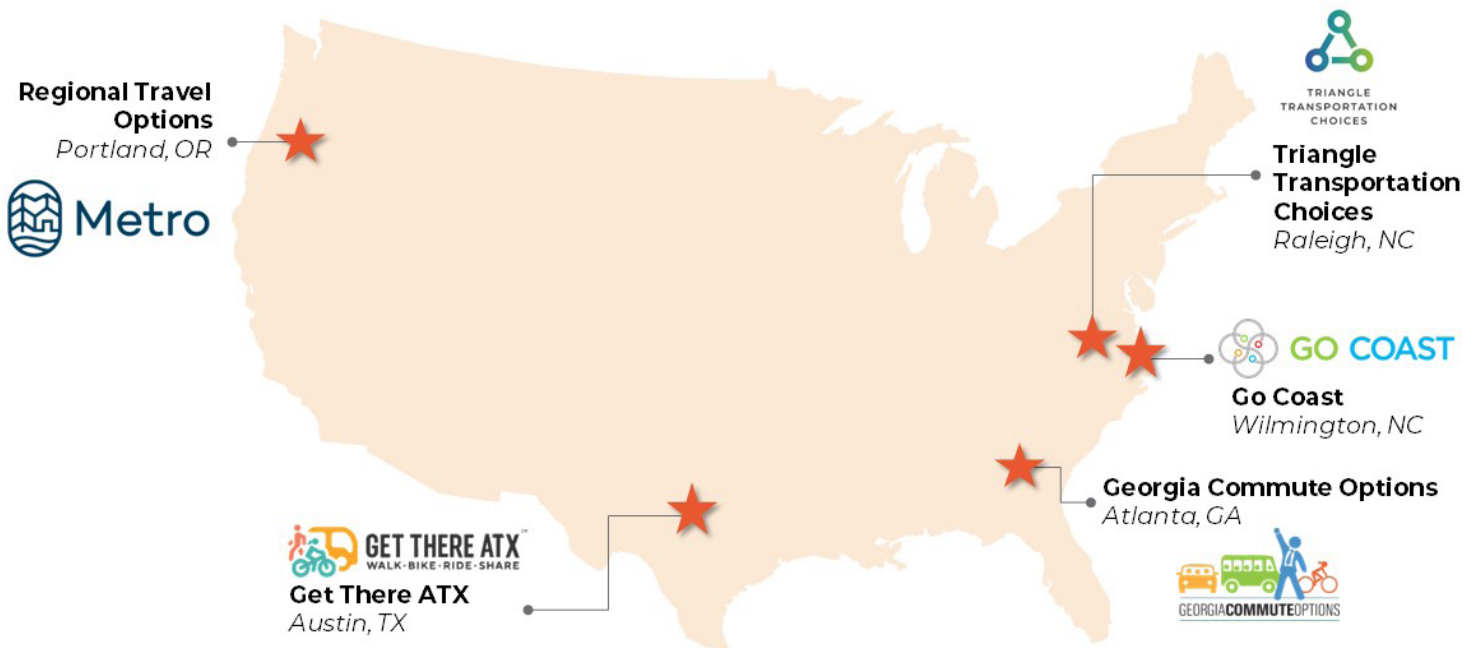 Regional Travel
Options
Portland, OR
Metro
TRIANGLE
TRANSPORTATION
CHOICES
Triangle
Transportation
Choices
Raleigh, NC
GO COAST
Go Coast
Wilmington, NC
Georgia Commute Options
Atlanta, GA
GEORGIACOMMUTEOPTIONS
GET THERE ATX
WALK-BIKE-RIDE-SHARE
Get There ATX
Austin, TX